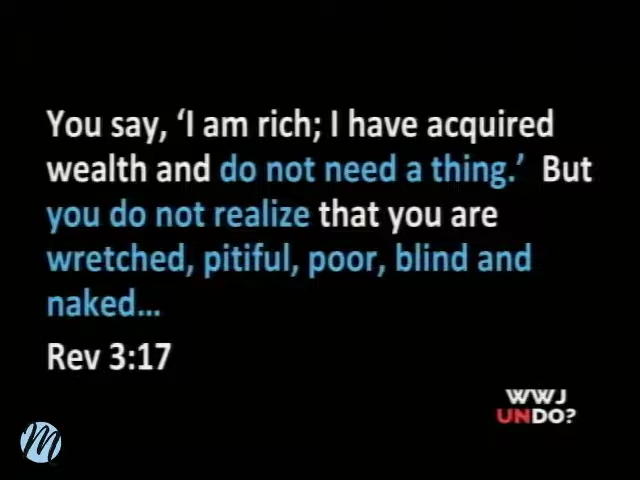 You say, ‘I am rich; I have acquired
wealth and do not need a thing.’ But
you do not realize that you are
wretched, pitiful, poor, blind and
naked...
Rev 3:17
WWJ
UNDO?
M